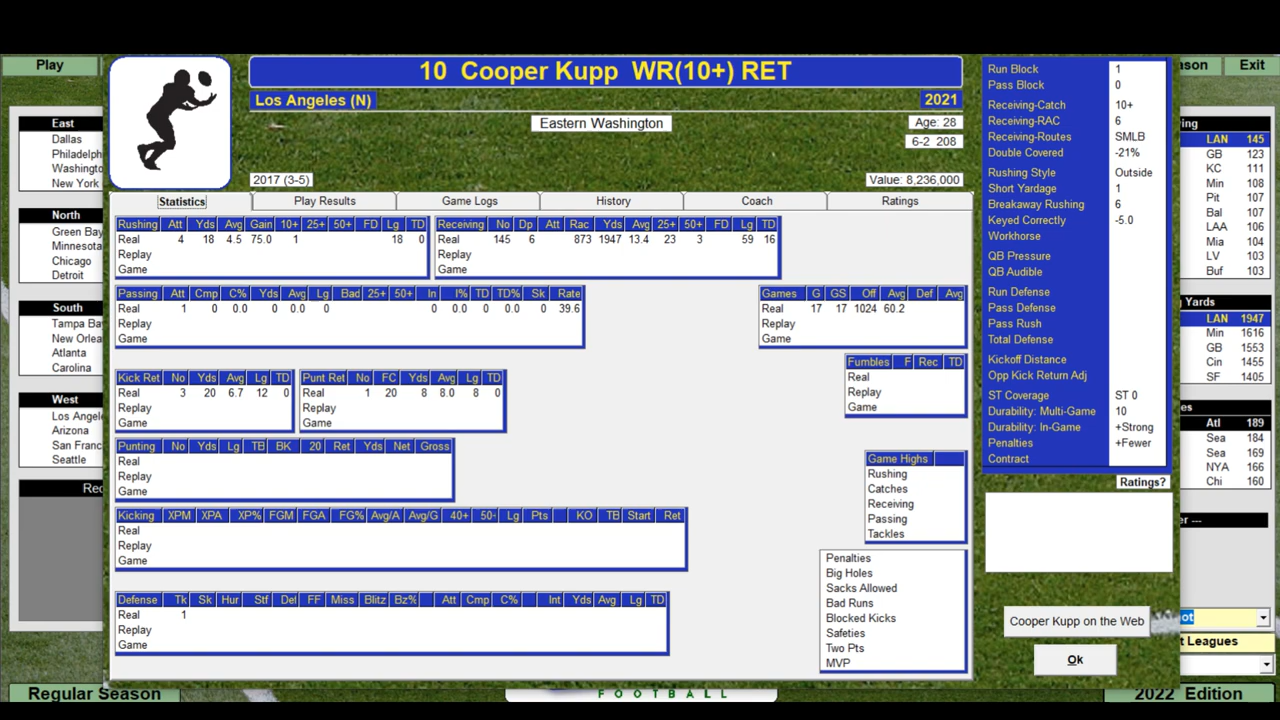 Play
ason
Exit
10 Cooper Kupp WR(10+) RET
Los Angeles (N)
2021
Eastern Washington
Age: 28
6-2 208
2017 (3-5)
Value: 8,236,000
Statistics Play Results Game Logs History Coach Ratings
Rushing Att Yds Avg Gain 10+ 25+ 50+ FD Lg TD
Real 4 18 4.5 75.0 1 18 0
Replay
Game
Receiving No Dp Att Rac Yds Avg 25+ 50+ FD Lg TD
Real 145 6 873 1947 13.4 23 3 59 16
Replay
Game
Passing Att Cmp C% Yds Avg Lg Bad 25+ 50+ In I% TD TD% Sk Rate
Real 1 0 0.0 0 0.0 0 0 0.0 0 0.0 0 39.6
Replay
Game
Games G GS Off Avg Def Avg
Real 17 17 1024 60.2
Replay
Game
Fumbles F Rec TD
Real
Replay
Game
Kick Ret No Yds Avg Lg TD
Real 3 20 6.7 12 0
Replay
Game
Punt Ret No FC Yds Avg Lg TD
Real 1 20 8 8.0 8 0
Replay
Game
Punting No Yds Lg TB BK 20 Ret Yds Net Gross
Real
Replay
Game
Game Highs
Rushing
Catches
Receiving
Passing
Tackles
Kicking XPM XPA XP% FGM FGA FG% Avg/A Avg/G 40+ 50- Lg Pts KO TB Start Ret
Real
Replay
Game
Defense Tk Sk Hur Stf Def FF Miss Blitz Bz% Att Cmp C% Int Yds Avg Lg TD
Real 1
Replay
Game
Penalties
Big Holes
Sacks Allowed
Bad Runs
Blocked Kicks
Safeties
Two Pts
MVP
Run Block 1
Pass Block 0
Receiving-Catch 10+
Receiving-RAC 6
Receiving-Routes SMLB
Double Covered -21%
Rushing Style Outside
Short Yardage 1
Breakaway Rushing 6
Keyed Correctly -5.0
Workhorse
QB Pressure
QB Audible
Run Defense
Pass Defense
Pass Rush
Total Defense
Kickoff Distance
Opp Kick Return Adj
ST Coverage ST 0
Durability: Multi-Game 10
Durability: In-Game +Strong
Penalties +Fewer
Contract
Ratings?
Cooper Kupp on the Web
Ok
East
Dallas
Philadelph
Washingto
New York
North
Green Bay
Minnesota
Chicago
Detroit
South
Tampa Ba
New Orlea
Atlanta
Carolina
West
Los Angele
Arizona
San Franc
Seattle
Rec
ing
LAN 145
GB 123
KC 111
Min 108
Pit 107
Bal 107
LAA 106
Mia 104
LV 103
Buf 103
g Yards
LAN 1947
Min 1616
GB 1553
Cin 1455
SF 1405
es
Atl 189
Sea 184
Sea 169
NYA 166
Chi 160
er ---
ot
t Leagues
Regular Season
FOOTBALL
2022 Edition